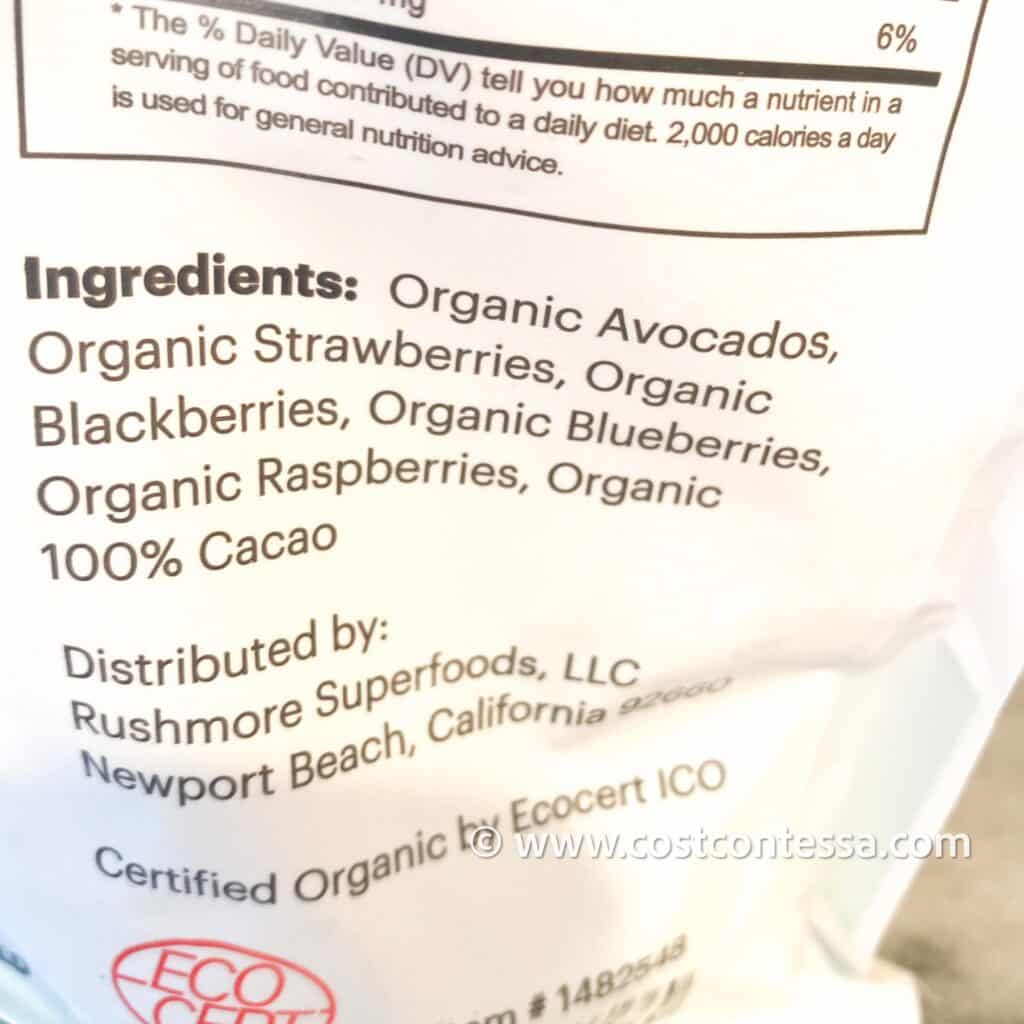 mg
6%
* The % Daily Value (DV) tell you how much a nutrient in a
serving of food contributed to a daily diet. 2,000 calories a day
is used for general nutrition advice.
Ingredients: Organic Avocados,
Organic Strawberries, Organic
Blackberries, Organic Blueberries,
Organic Raspberries, Organic
100% Cacao
Distributed by:
Rushmore Superfoods, LLC
Newport Beach, California 92660
Certified Organic by Ecocert ICO
© www.costcontessa.com
ECO
CERT
# 1482548